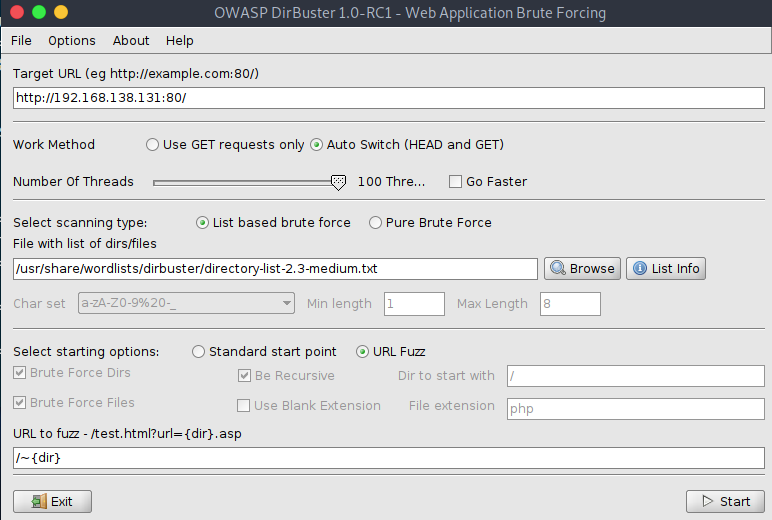 OWASP DirBuster 1.0-RC1 - Web Application Brute Forcing
File Options About Help
Target URL (eg http://example.com:80/)
http://192.168.138.131:80/
Work Method Use GET requests only Auto Switch (HEAD and GET)
Number Of Threads 100 Thre... Go Faster
Select scanning type: List based brute force Pure Brute Force
File with list of dirs/files
/usr/share/wordlists/dirbuster/directory-list-2.3-medium.txt Browse List Info
Char set a-zA-Z0-9%20-_ Min length 1 Max Length 8
Select starting options: Standard start point URL Fuzz
Brute Force Dirs Be Recursive Dir to start with /
Brute Force Files Use Blank Extension File extension php
URL to fuzz - /test.html?url={dir}.asp
/~{dir}
Exit Start